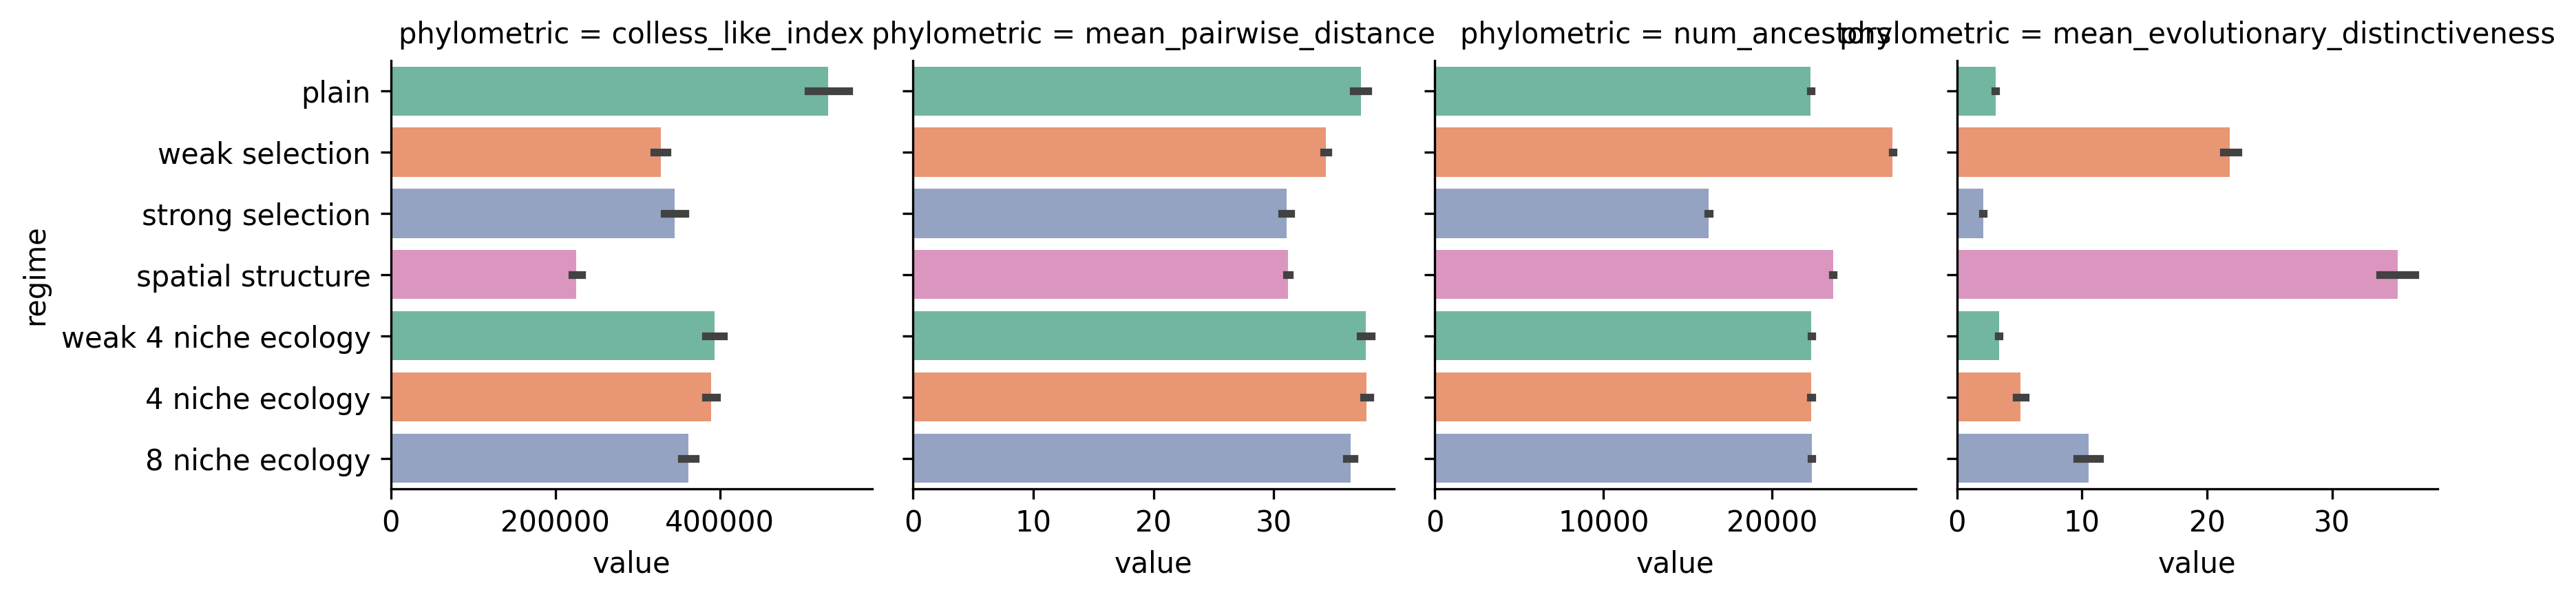 phylometric = colless_like_index
phylometric = mean_pairwise_distance
phylometric = num_ancestors
phylometric = mean_evolutionary_distinctiveness
regime
plain
weak selection
strong selection
spatial structure
weak 4 niche ecology
4 niche ecology
8 niche ecology
0 200000 400000
value
0 10 20 30
value
0 10000 20000
value
0 10 20 30
value